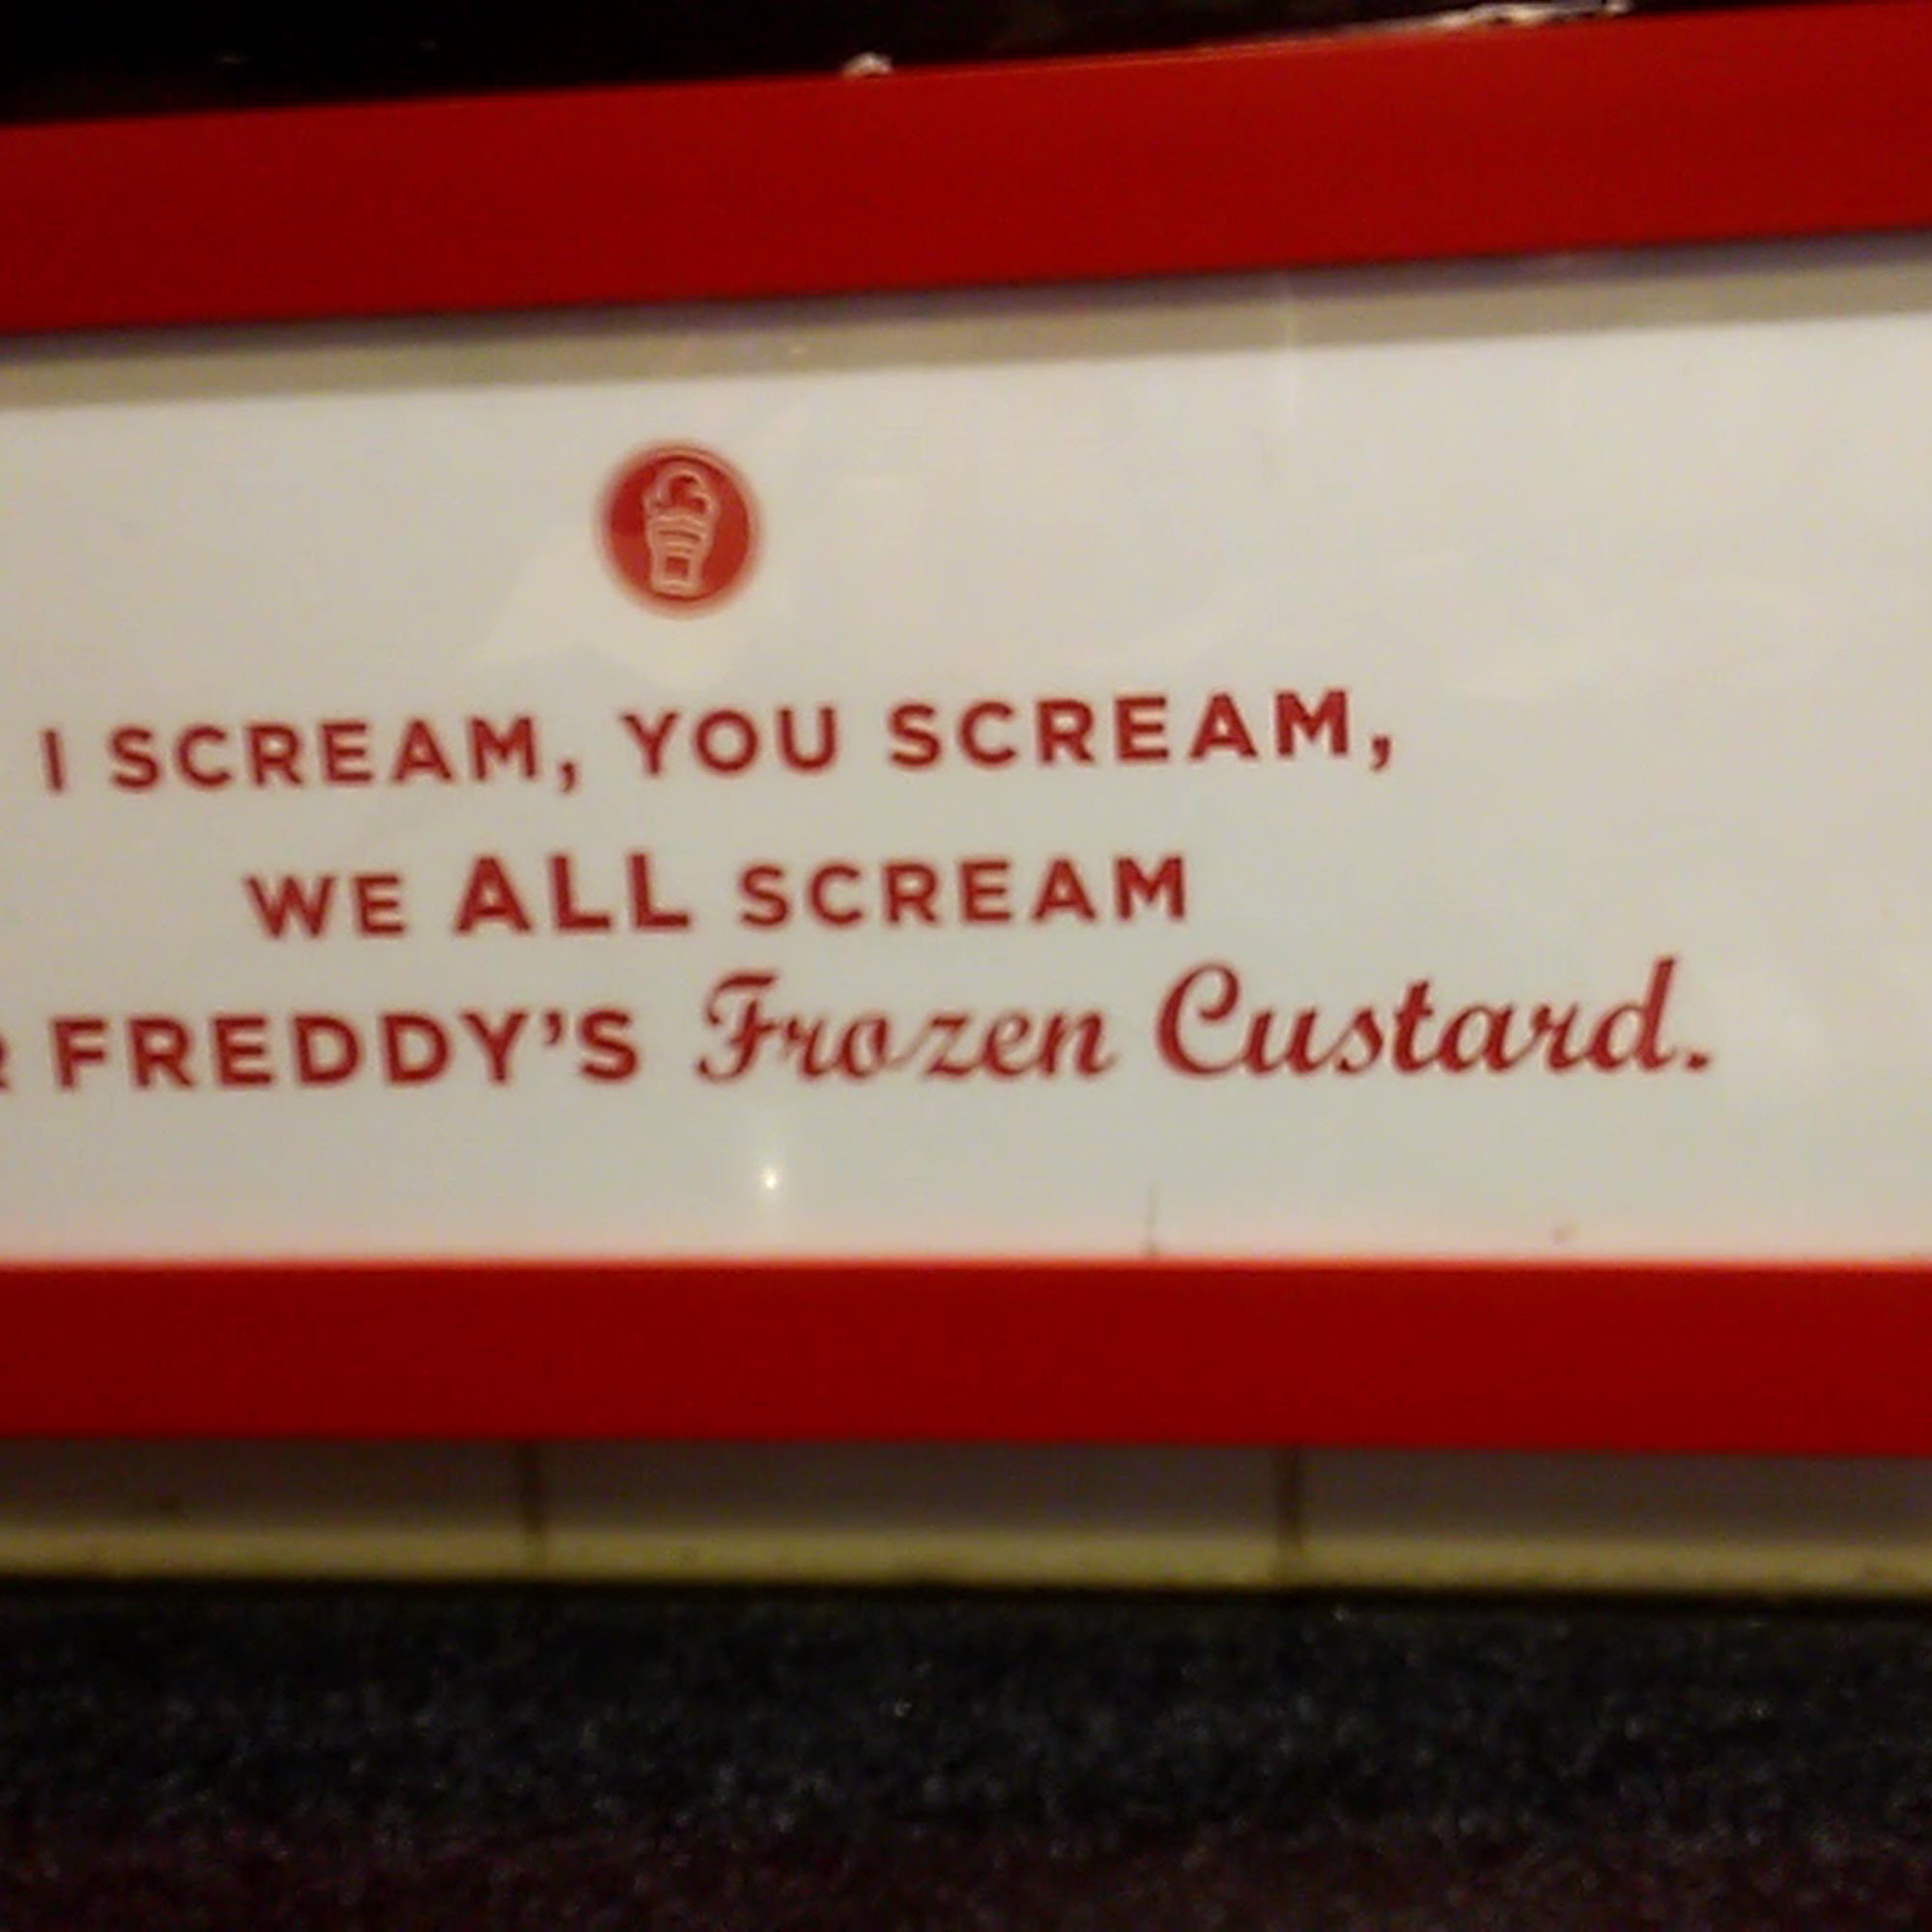 I SCREAM, YOU SCREAM,
WE ALL SCREAM
FREDDY'S Frozen Custard.